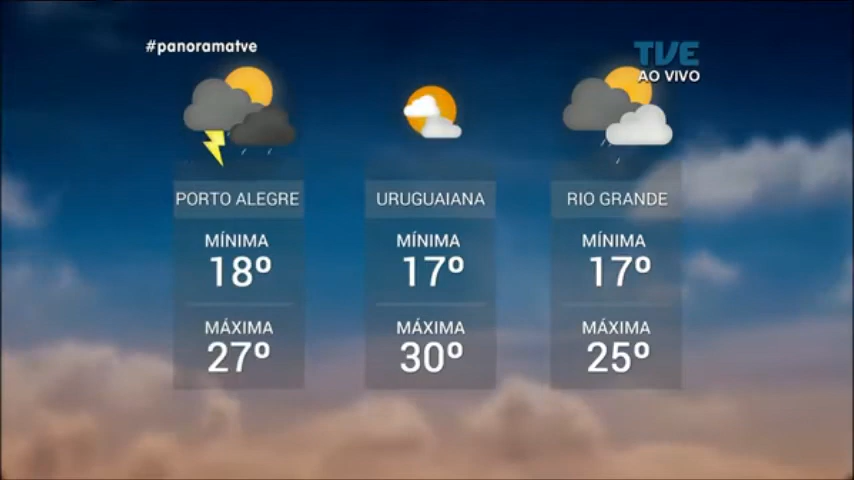 #panoramatve
TVE
AO VIVO
PORTO ALEGRE
URUGUAIANA
RIO GRANDE
MÍNIMA
18º
MÍNIMA
17º
MÍNIMA
17º
MÁXIMA
27º
MÁXIMA
30º
MÁXIMA
25º